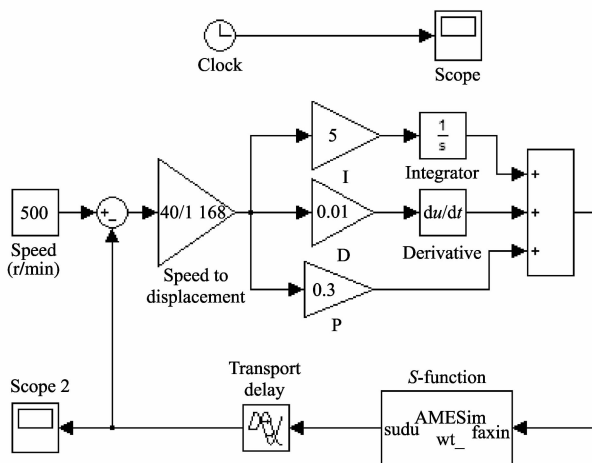 Clock
Scope
5
I
1
s
Integrator
+
500
Speed
(r/min)
+
−
40/1 168
Speed to
displacement
0.01
D
du/dt
Derivative
+
0.3
P
+
Scope 2
Transport
delay
S-function
sudu
AMESim
wt_
faxin